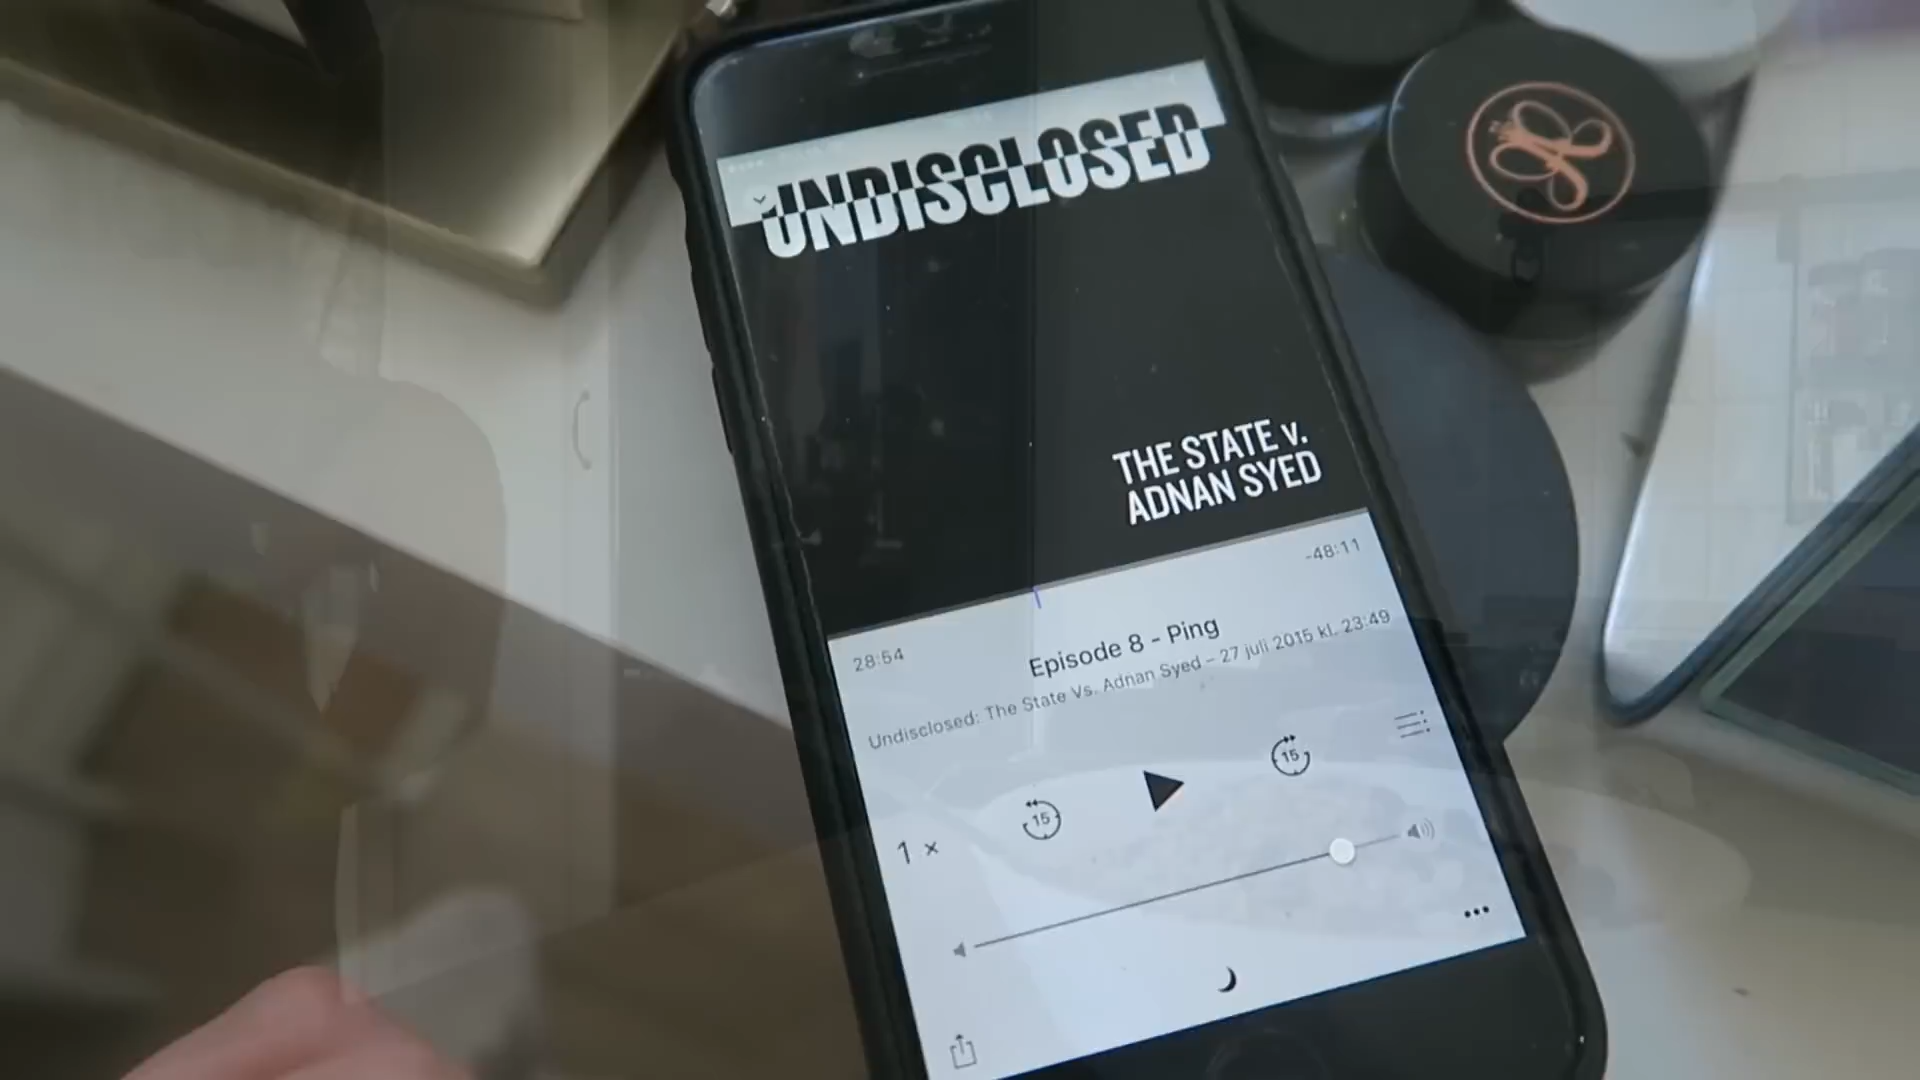 UNDISCLOSED
THE STATE v.
ADNAN SYED
28:54
-48:11
Episode 8 - Ping
Undisclosed: The State Vs. Adnan Syed – 27 juli 2015 kl. 23:49
15
15
1 ×